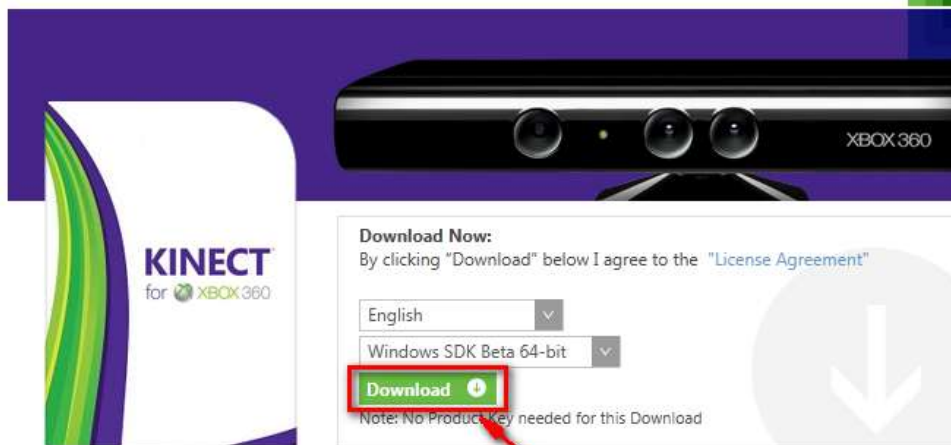 XBOX 360
KINECT
for XBOX 360
Download Now:
By clicking "Download" below I agree to the "License Agreement"
English
Windows SDK Beta 64-bit
Download
Note: No Product Key needed for this Download